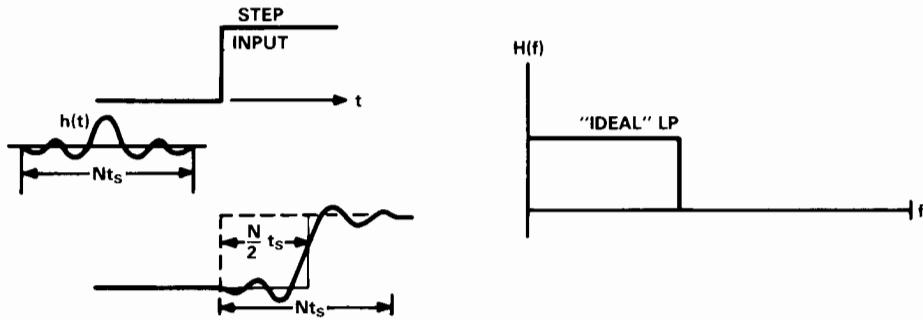 STEP
INPUT
t
h(t)
Nts
N/2 ts
Nts
H(f)
"IDEAL" LP
f